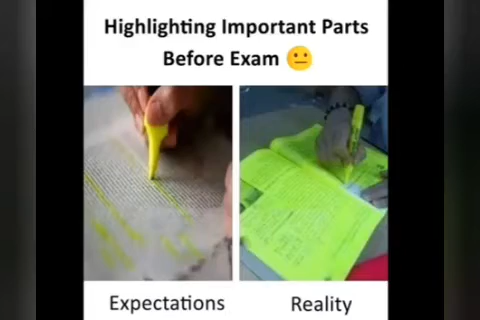 Highlighting Important Parts
Before Exam 😐
Expectations
Reality